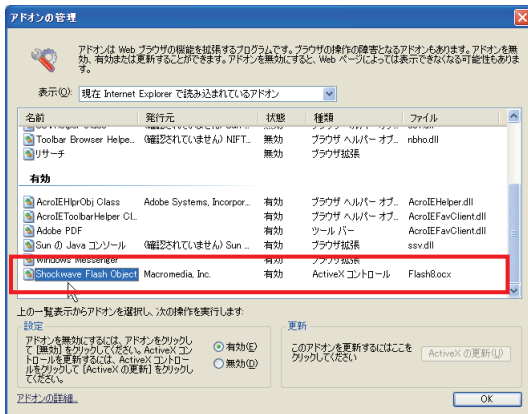 アドオンの管理
アドオンは Web ブラウザの機能を拡張するプログラムです。ブラウザの操作の障害となるアドオンもあります。アドオンを無
効、有効または更新することができます。アドオンを無効にすると、Web ページによっては表示できなくなる可能性もありま
す。
表示(O): 現在 Internet Explorer で読み込まれているアドオン
名前 発行元 状態 種類 ファイル
Toolbar Browser Helpe... (確認されていません) NIFT... 無効 ブラウザ ヘルパー オブ... nbho.dll
リサーチ 無効 ブラウザ拡張
有効
AcroIEHlprObj Class Adobe Systems, Incorpor... 有効 ブラウザ ヘルパー オブ... AcroIEHelper.dll
AcroIEToolbarHelper Cl... 有効 ブラウザ ヘルパー オブ... AcroIEFavClient.dll
Adobe PDF 有効 ツール バー AcroIEFavClient.dll
Sun の Java コンソール (確認されていません) Sun ... 有効 ブラウザ拡張 ssv.dll
Windows Messenger 有効 ブラウザ拡張
Shockwave Flash Object Macromedia, Inc. 有効 ActiveX コントロール Flash8.ocx
上の一覧表示からアドオンを選択し、次の操作を実行します:
設定
アドオンを無効にするには、アドオンをクリックし
て [無効] をクリックしてください。ActiveX コン
トロールを更新するには、ActiveX コントロー
ルをクリックして [ActiveX の更新] をクリックし
てください。
有効(E)
無効(D)
更新
このアドオンを更新するにはここを
クリックしてください
ActiveX の更新(U)
アドオンの詳細...
OK